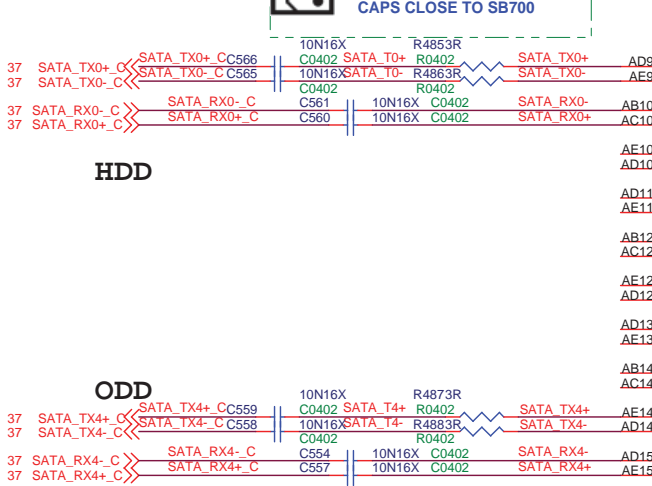 CAPS CLOSE TO SB700
10N16X R4853R
SATA_TX0+_C C566 C0402 SATA_T0+ R0402 SATA_TX0+ AD9
37 SATA_TX0+_C
SATA_TX0-_C C565 10N16X SATA_T0- R4863R SATA_TX0- AE9
37 SATA_TX0-_C
C0402 R0402
37 SATA_RX0-_C SATA_RX0-_C C561 10N16X C0402 SATA_RX0- AB10
37 SATA_RX0+_C SATA_RX0+_C C560 10N16X C0402 SATA_RX0+ AC10
AE10
HDD AD10
AD11
AE11
AB12
AC12
AE12
AD12
AD13
AE13
AB14
ODD AC14
10N16X R4873R
SATA_TX4+_C C559 C0402 SATA_T4+ R0402 SATA_TX4+ AE14
37 SATA_TX4+_C
SATA_TX4-_C C558 10N16X SATA_T4- R4883R SATA_TX4- AD14
37 SATA_TX4-_C
C0402 R0402
37 SATA_RX4-_C SATA_RX4-_C C554 10N16X C0402 SATA_RX4- AD15
37 SATA_RX4+_C SATA_RX4+_C C557 10N16X C0402 SATA_RX4+ AE15